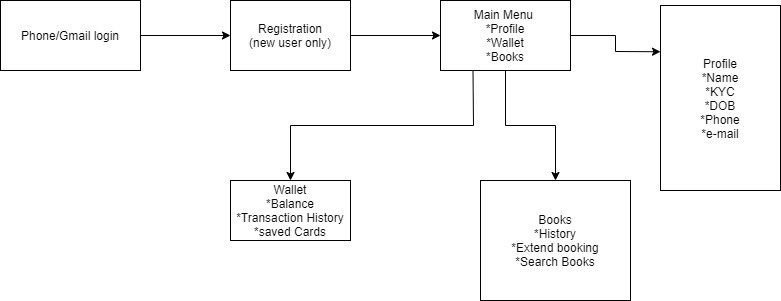 Phone/Gmail login
Registration
(new user only)
Main Menu
*Profile
*Wallet
*Books
Profile
*Name
*KYC
*DOB
*Phone
*e-mail
Wallet
*Balance
*Transaction History
*saved Cards
Books
*History
*Extend booking
*Search Books